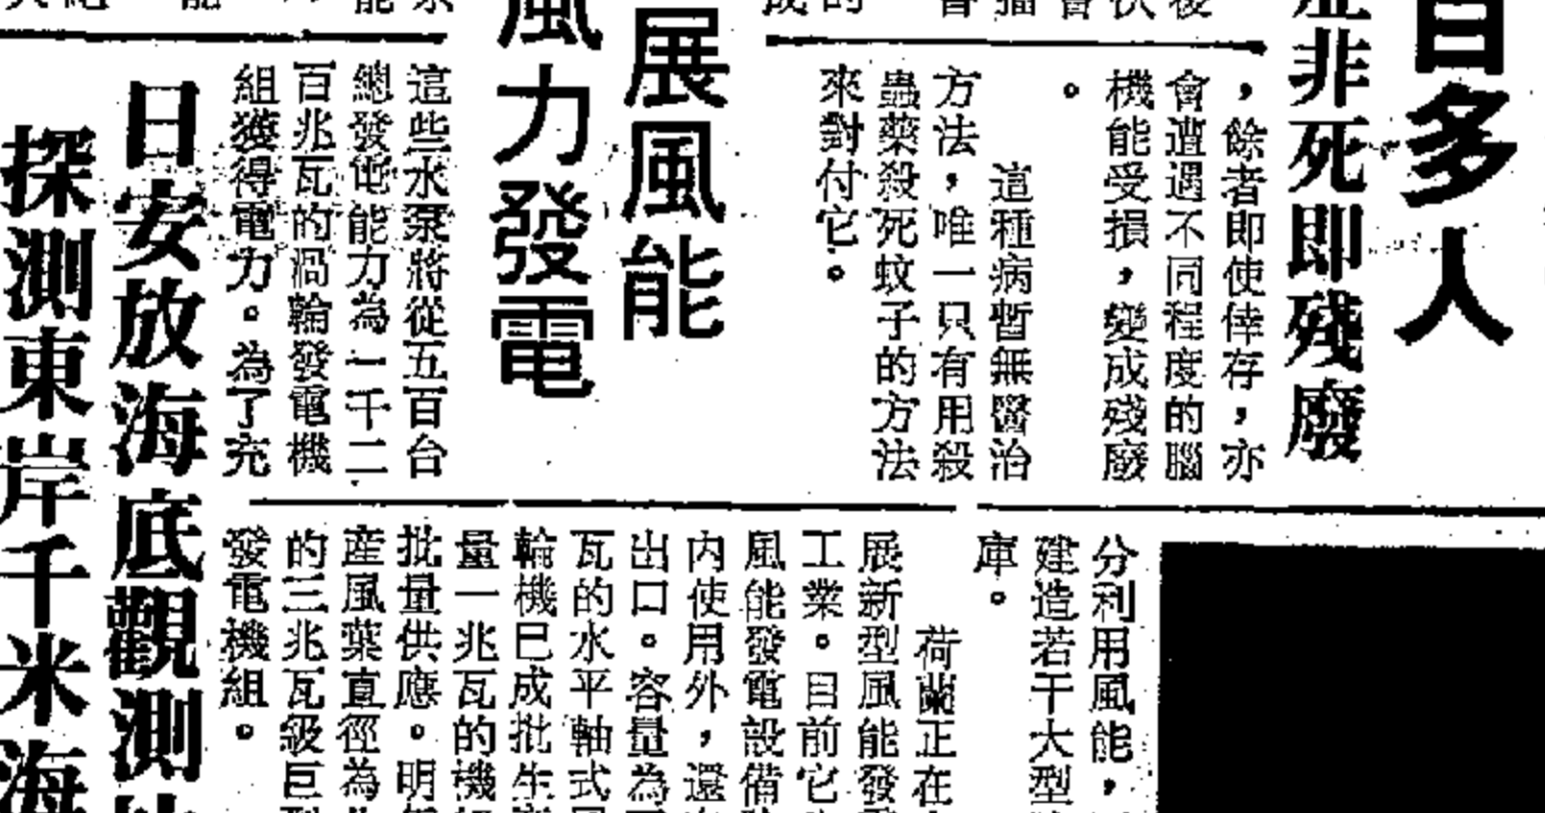 目多人
非死即殘廢
，餘者即使倖存，亦
會遭遇不同程度的腦
機能受損，變成殘廢
。
這種病暫無醫治
方法，唯一只有用殺
蟲藥殺死蚊子的方法
來對付它。
展風能
風力發電
這些水泵將從五百台
總發電能力為一千二
百兆瓦的渦輪發電機
組獲得電力。為了充
分利用風能，
建造若干大型
庫。
荷蘭正在
展新型風能發
工業。目前它
風能發電設備
內使用外，還
出口。容量為
瓦的水平軸式
輪機已成批生
量一兆瓦的機
批量供應。明
産風葉直徑為
的三兆瓦級巨
發電機組。
日安放海底觀測
探測東岸千米海